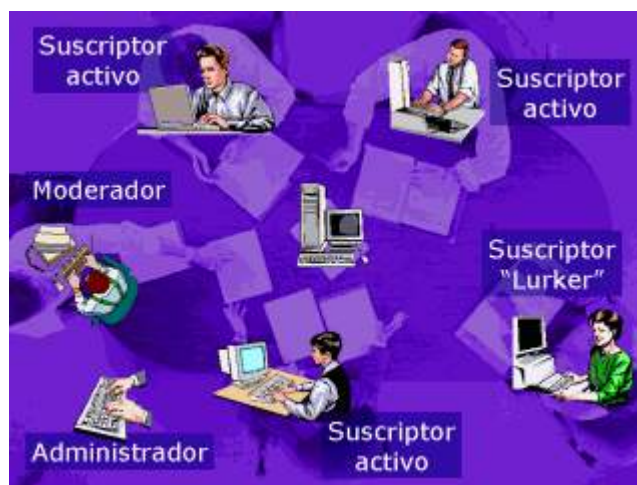 Suscriptor
activo
Suscriptor
activo
Moderador
Suscriptor
“Lurker”
Administrador
Suscriptor
activo